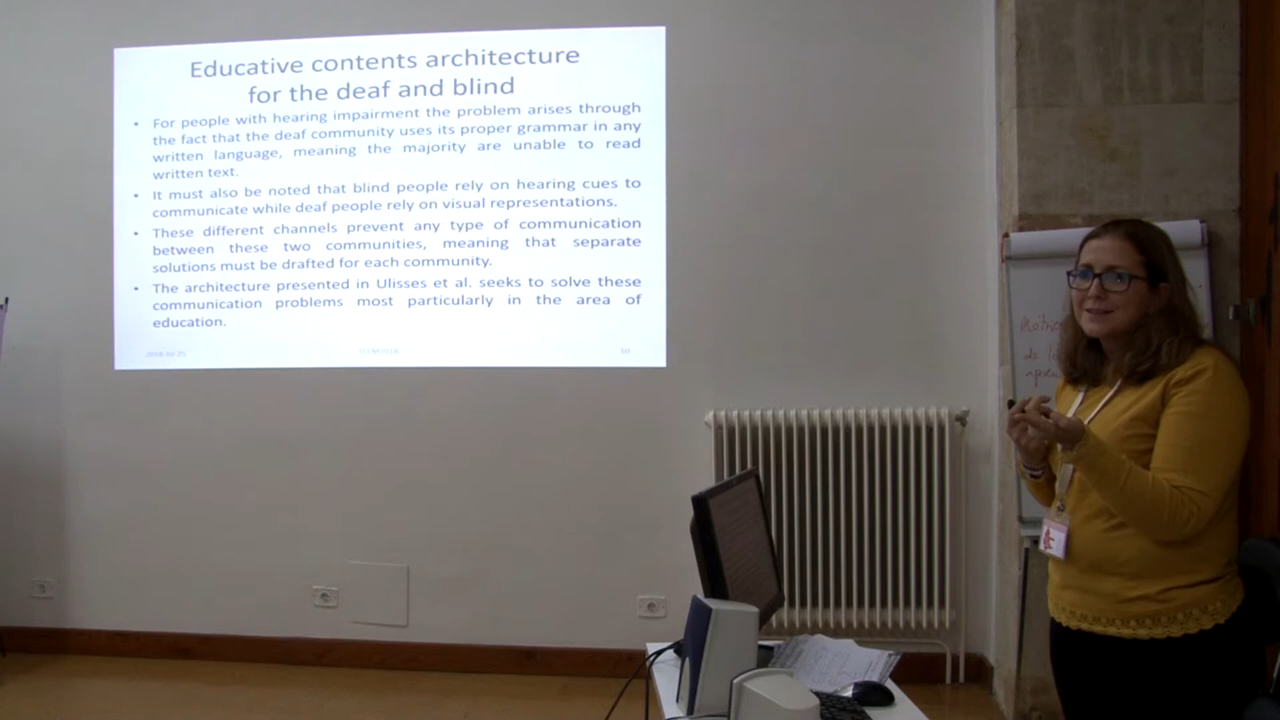 Educative contents architecture
for the deaf and blind
• For people with hearing impairment the problem arises through
the fact that the deaf community uses its proper grammar in any
written language, meaning the majority are unable to read
written text.
• It must also be noted that blind people rely on hearing cues to
communicate while deaf people rely on visual representations.
• These different channels prevent any type of communication
between these two communities, meaning that separate
solutions must be drafted for each community.
• The architecture presented in Ulisses et al. seeks to solve these
communication problems most particularly in the area of
education.
10